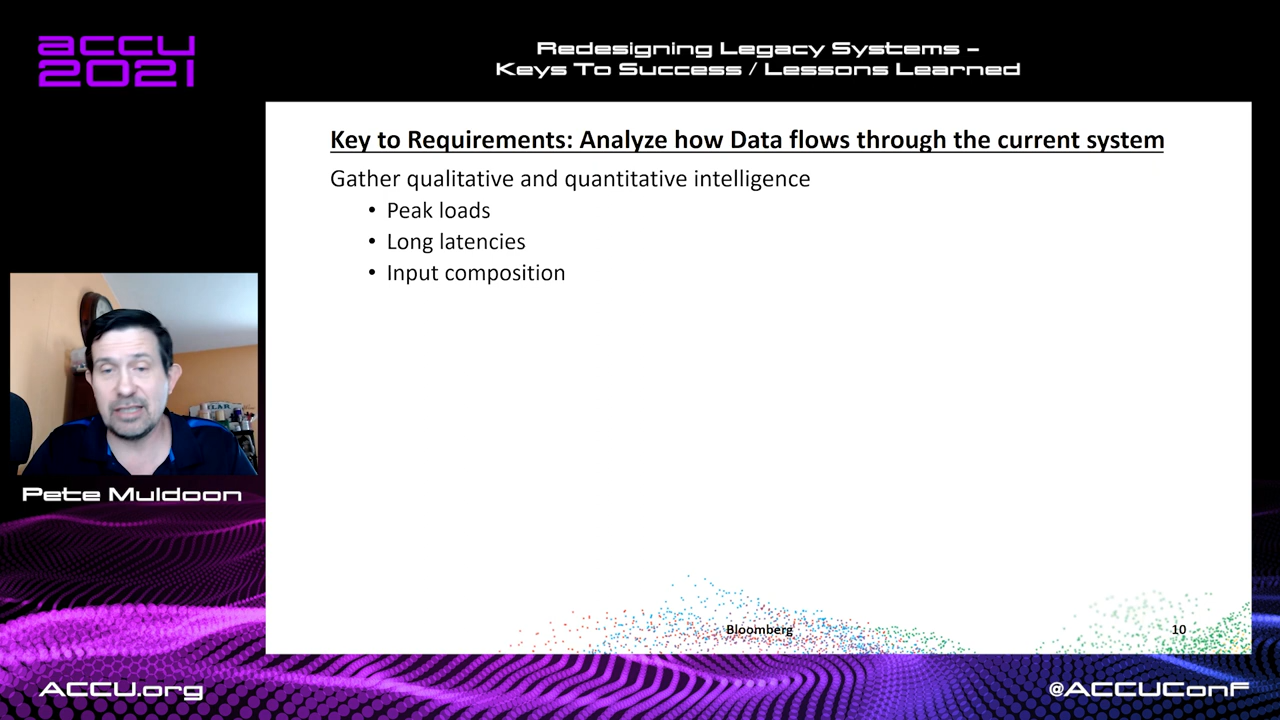 accu
2021
Redesigning Legacy Systems –
Keys To Success / Lessons Learned
Key to Requirements: Analyze how Data flows through the current system
Gather qualitative and quantitative intelligence
• Peak loads
• Long latencies
• Input composition
Pete Muldoon
Bloomberg
10
ACCU.org
@ACCUConf